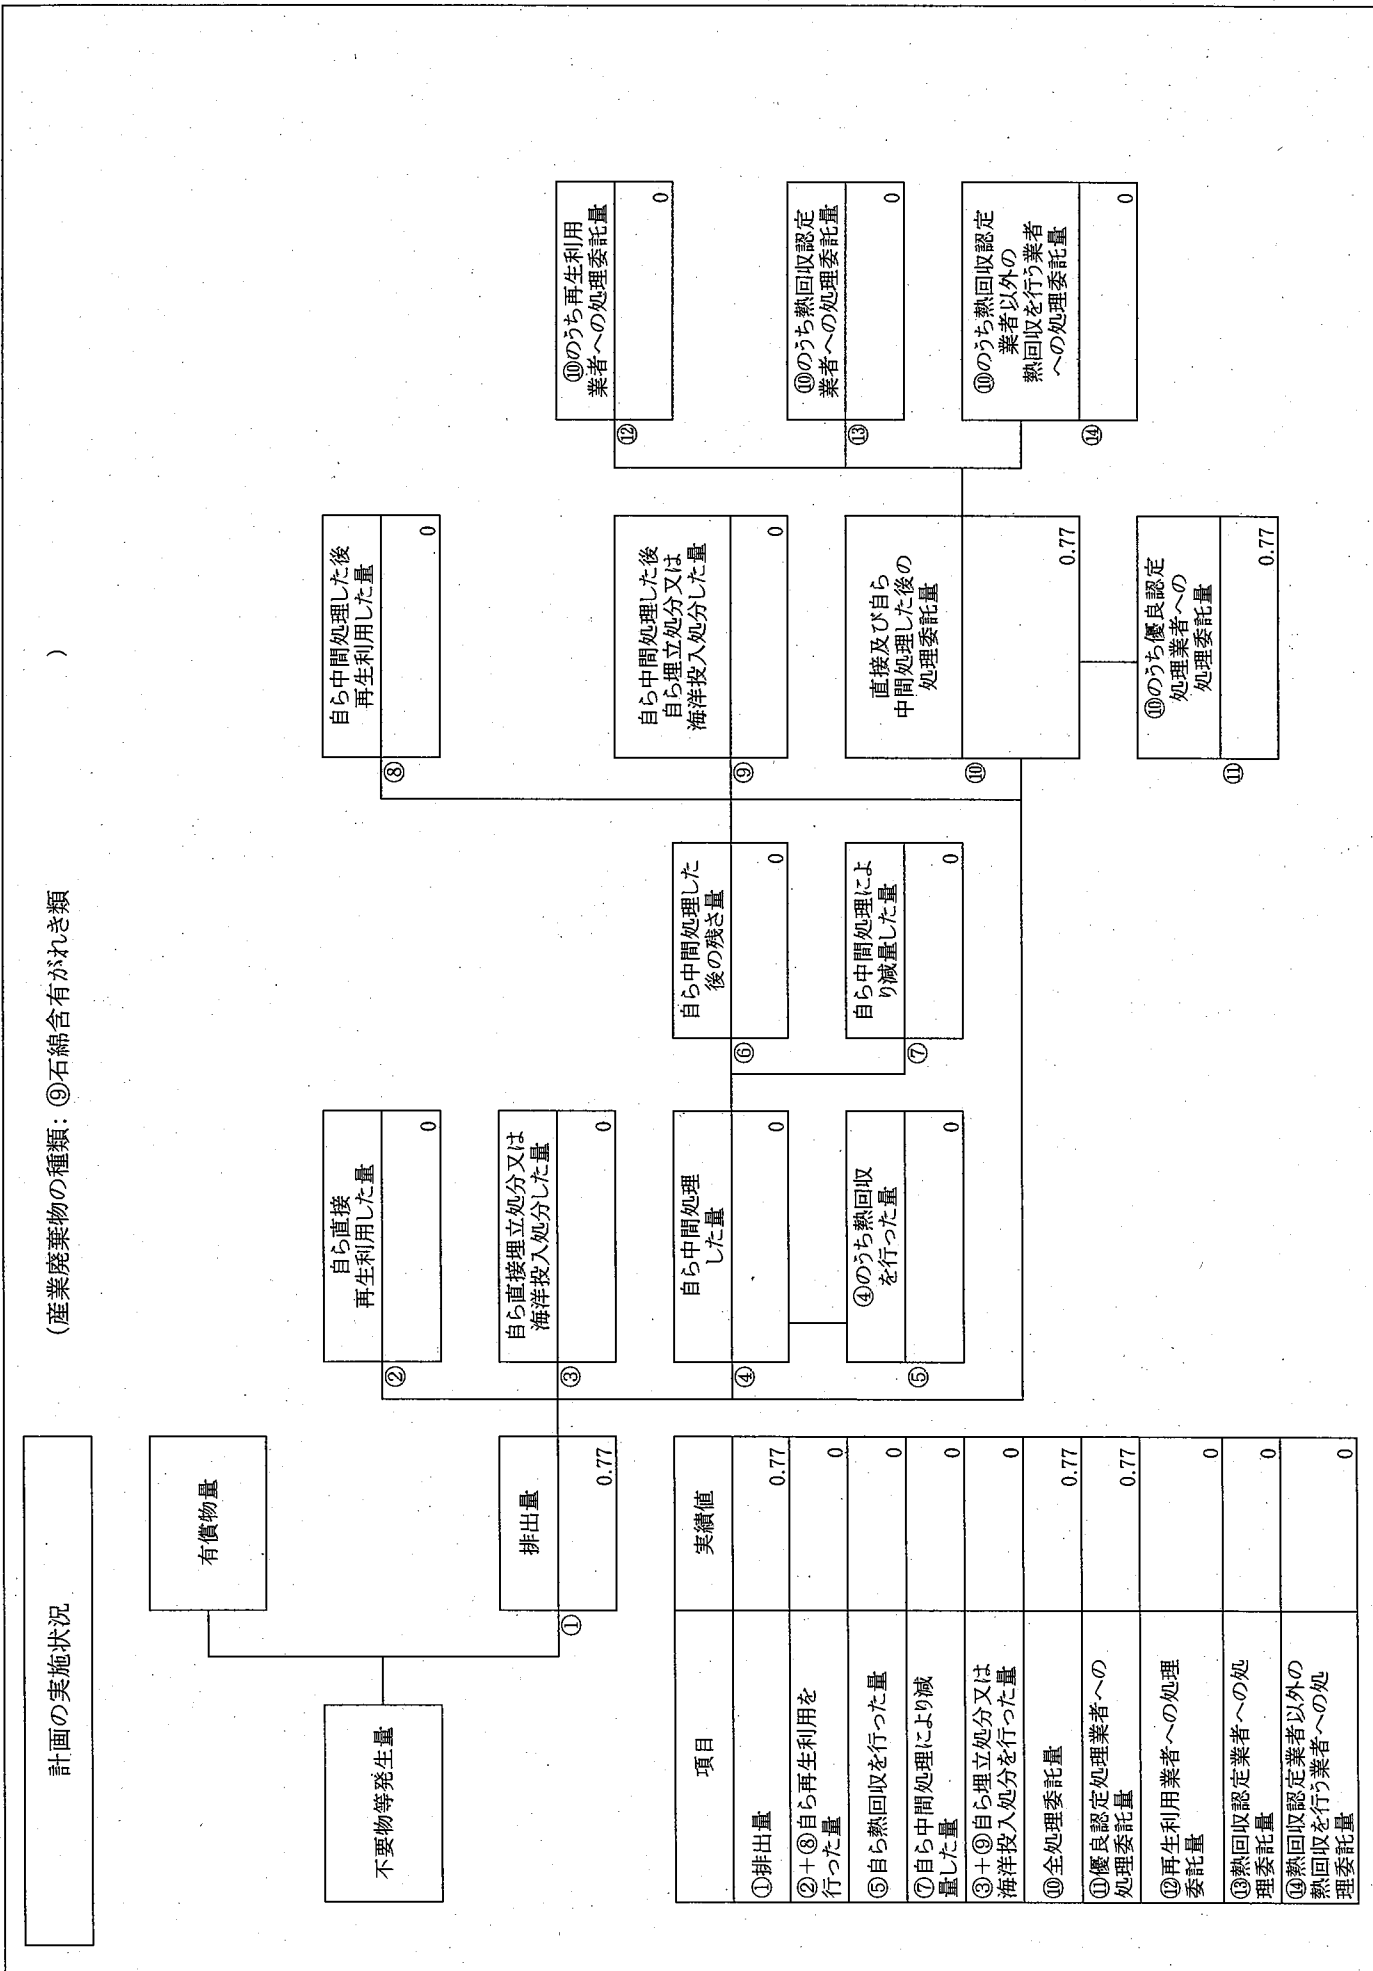 計画の実施状況
(産業廃棄物の種類：⑨石綿含有がれき類
)
不要物等発生量
有償物量
排出量
①
0.77
自ら直接
再生利用した量
②
0
自ら直接埋立処分又は
海洋投入処分した量
③
0
自ら中間処理
した量
④
0
④のうち熱回収
を行った量
⑤
0
自ら中間処理した
後の残さ量
⑥
0
自ら中間処理によ
り減量した量
⑦
0
自ら中間処理した後
再生利用した量
⑧
0
自ら中間処理した後
自ら埋立処分又は
海洋投入処分した量
⑨
0
直接及び自ら
中間処理した後の
処理委託量
⑩
0.77
⑩のうち優良認定
処理業者への
処理委託量
⑪
0.77
⑩のうち再生利用
業者への処理委託量
⑫
0
⑩のうち熱回収認定
業者への処理委託量
⑬
0
⑩のうち熱回収認定
業者以外の
熱回収を行う業者
への処理委託量
⑭
0
項目
実績値
①排出量
0.77
②＋⑧自ら再生利用を
行った量
0
⑤自ら熱回収を行った量
0
⑦自ら中間処理により減
量した量
0
③＋⑨自ら埋立処分又は
海洋投入処分を行った量
0
⑩全処理委託量
0.77
⑪優良認定処理業者への
処理委託量
0.77
⑫再生利用業者への処理
委託量
0
⑬熱回収認定業者への処
理委託量
0
⑭熱回収認定業者以外の
熱回収を行う業者への処
理委託量
0